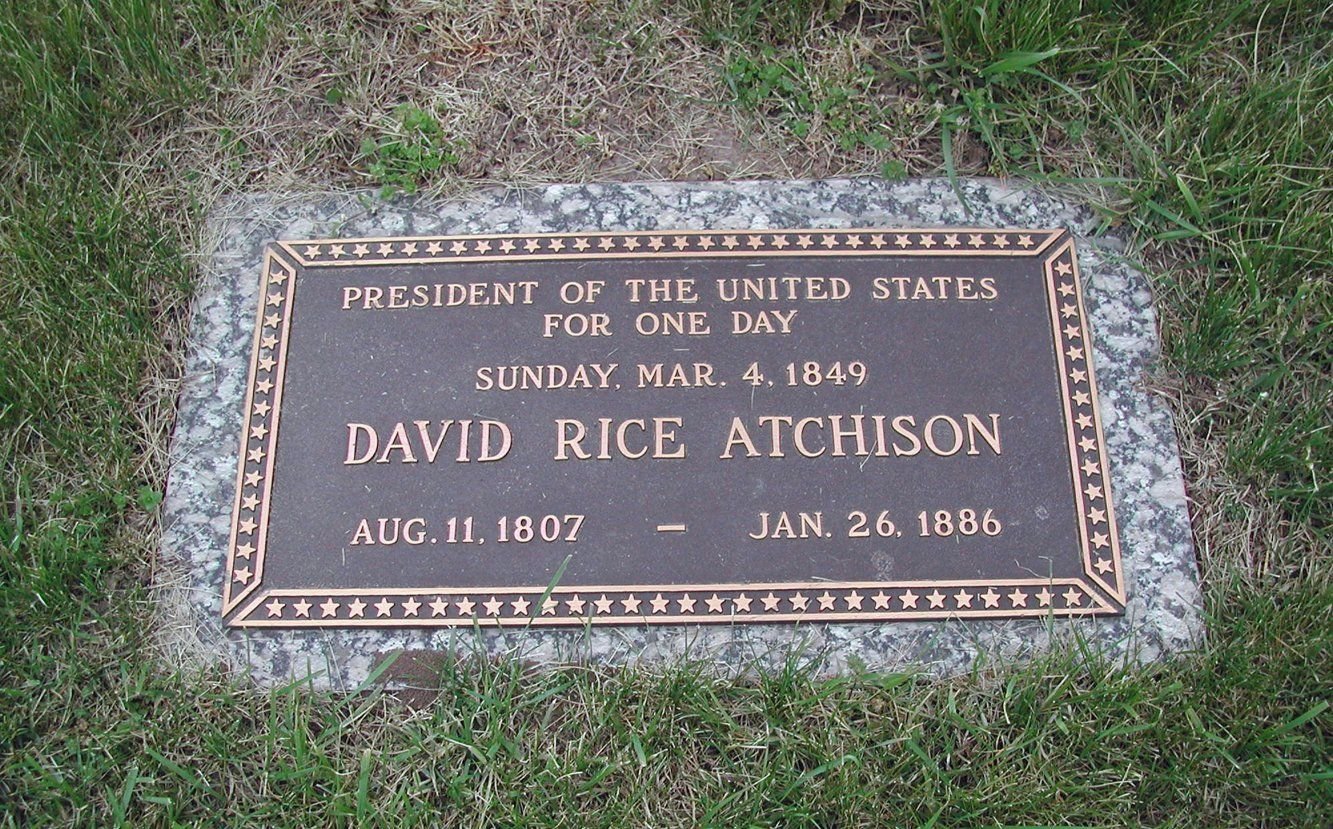 PRESIDENT OF THE UNITED STATES
FOR ONE DAY
SUNDAY, MAR. 4, 1849
DAVID RICE ATCHISON
AUG. 11, 1807 – JAN. 26, 1886